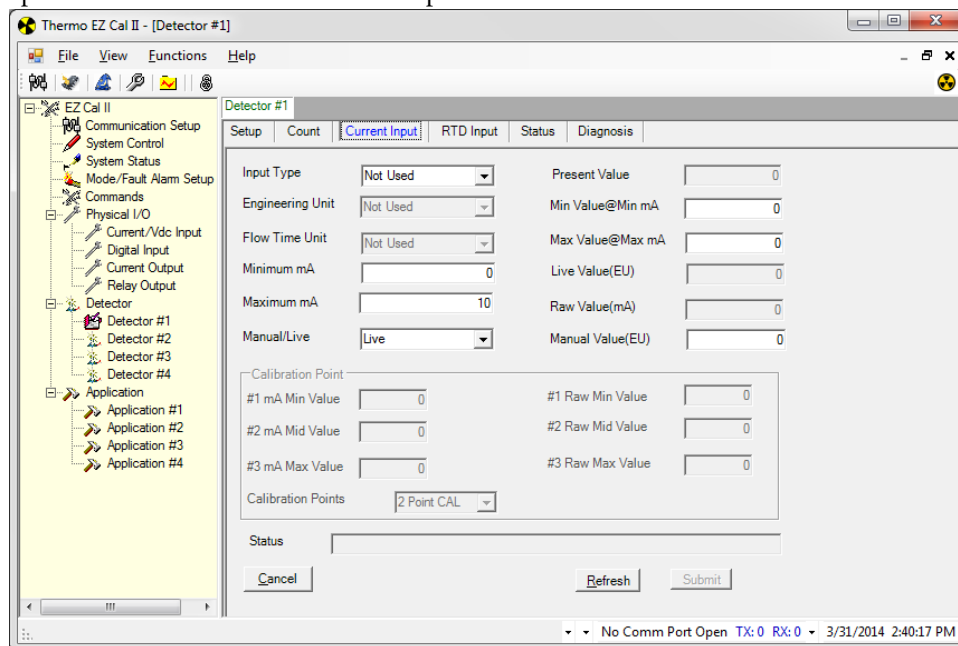 Thermo EZ Cal II - [Detector #1]
File View Functions Help
EZ Cal II
Communication Setup
System Control
System Status
Mode/Fault Alarm Setup
Commands
Physical I/O
Current/Vdc Input
Digital Input
Current Output
Relay Output
Detector
Detector #1
Detector #2
Detector #3
Detector #4
Application
Application #1
Application #2
Application #3
Application #4
Detector #1
Setup Count Current Input RTD Input Status Diagnosis
Input Type Not Used Present Value 0
Engineering Unit Not Used Min Value@Min mA 0
Flow Time Unit Not Used Max Value@Max mA 0
Minimum mA 0 Live Value(EU) 0
Maximum mA 10 Raw Value(mA) 0
Manual/Live Live Manual Value(EU) 0
Calibration Point
#1 mA Min Value 0 #1 Raw Min Value 0
#2 mA Mid Value 0 #2 Raw Mid Value 0
#3 mA Max Value 0 #3 Raw Max Value 0
Calibration Points 2 Point CAL
Status
Cancel Refresh Submit
No Comm Port Open TX: 0 RX: 0 3/31/2014 2:40:17 PM